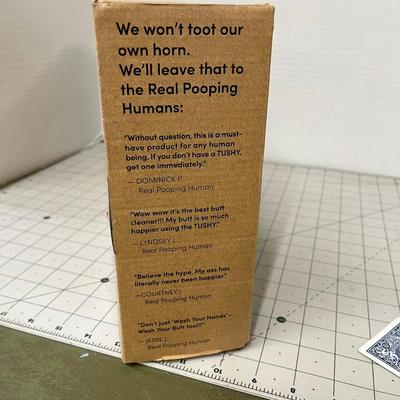 We won't toot our
own horn.
We'll leave that to
the Real Pooping
Humans:
"Without question, this is a must-
have product for any human
being. If you don't have a TUSHY,
get one immediately."
— DOMINICK P.
Real Pooping Human
"Wow wow it's the best butt
cleaner!!! My butt is so much
happier using the TUSHY."
— LYNDSEY L.
Real Pooping Human
"Believe the hype. My ass has
literally never been happier."
— COURTNEY J.
Real Pooping Human
"Don't just 'Wash Your Hands' —
Wash Your Butt too!!"
— JESSE J.
Real Pooping Human